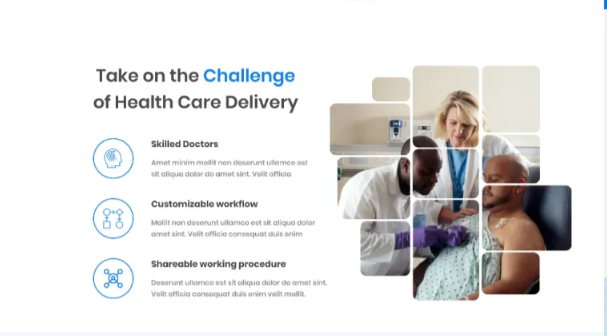 Take on the Challenge
of Health Care Delivery
Skilled Doctors
Amet minim mollit non deserunt ullamco est
sit aliqua dolor do amet sint. Velit officia
Customizable workflow
Mollit non deserunt ullamco est sit aliqua dolor
amet sint. Velit officia consequat duis enim
Shareable working procedure
Deserunt ullamco est sit aliqua dolor do amet sint.
Velit officia consequat duis enim velit mollit.